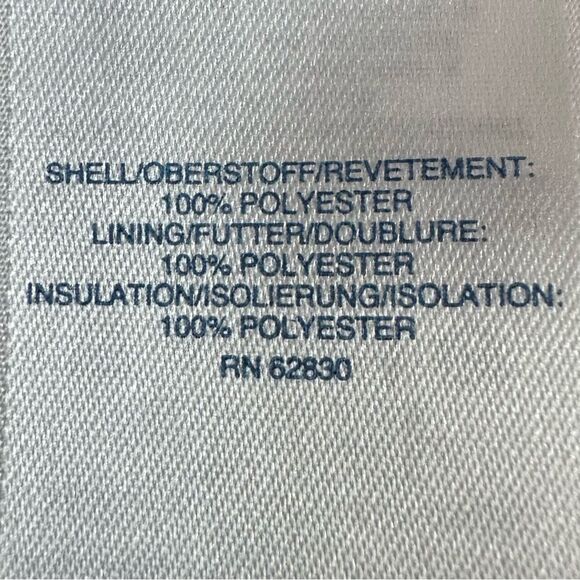 SHELL/OBERSTOFF/REVETEMENT:
100% POLYESTER
LINING/FUTTER/DOUBLURE:
100% POLYESTER
INSULATION/ISOLIERUNG/ISOLATION:
100% POLYESTER
RN 62830